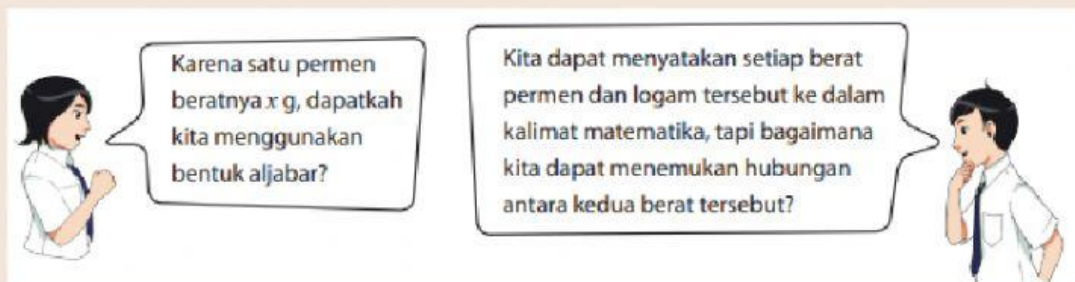 Karena satu permen
beratnya x g, dapatkah
kita menggunakan
bentuk aljabar?
Kita dapat menyatakan setiap berat
permen dan logam tersebut ke dalam
kalimat matematika, tapi bagaimana
kita dapat menemukan hubungan
antara kedua berat tersebut?